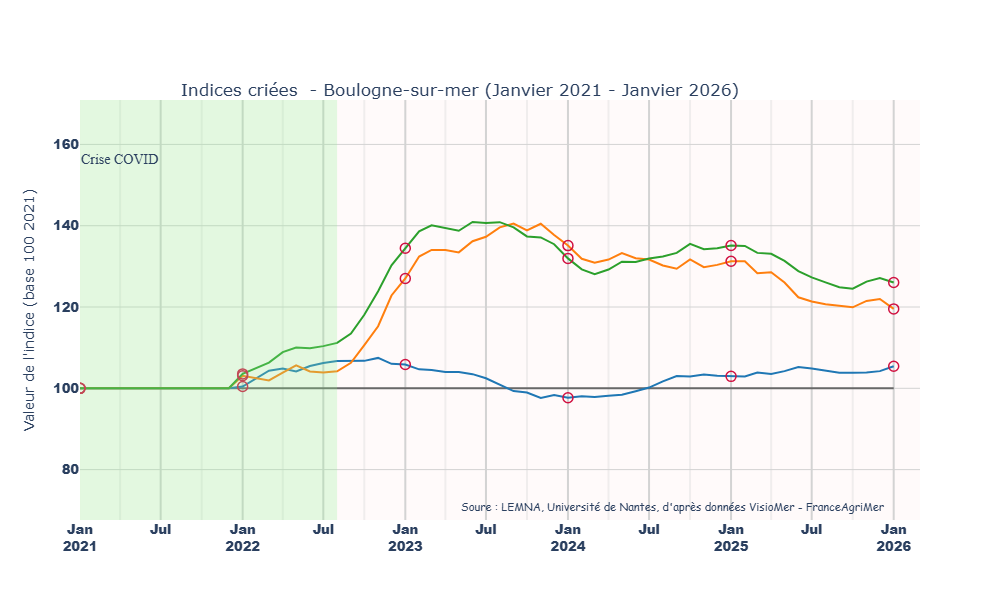 Indices criées  - Boulogne-sur-mer (Janvier 2021 - Janvier 2026)
Valeur de l'indice (base 100 2021)
160
Crise COVID
140
120
100
80
Soure : LEMNA, Université de Nantes, d'après données VisioMer - FranceAgriMer
Jan Jul Jan Jul Jan Jul Jan Jul Jan Jul Jan
2021 2022 2023 2024 2025 2026